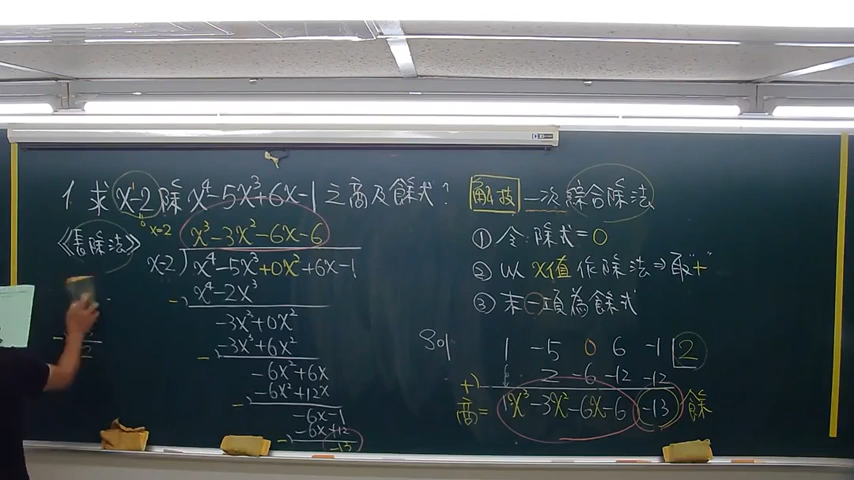 1. 求 x-2 除 x⁴-5x³+6x-1 之商及餘式?
《長除法》
x=2
x³-3x²-6x-6
x-2 ) x⁴-5x³+0x²+6x-1
-) x⁴-2x³
-3x³+0x²
-) -3x³+6x²
-6x²+6x
-) -6x²+12x
-6x-1
-) -6x+12
-13
解技 一次綜合除法
① 令:除式=0
② 以 x值 作除法⇒取"+"
③ 末一項為餘式
Sol 1 -5 0 6 -1 2
+) 2 -6 -12 -12
商= 1x³-3x²-6x-6 -13 餘